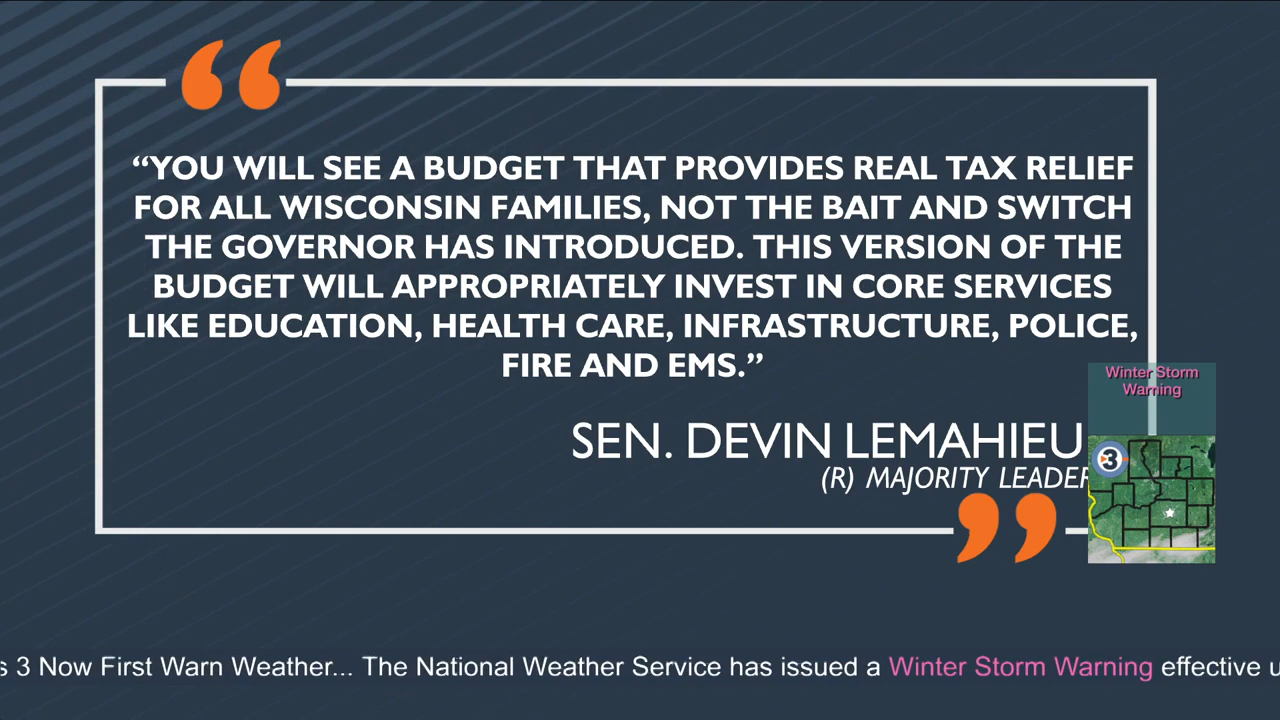 “YOU WILL SEE A BUDGET THAT PROVIDES REAL TAX RELIEF
FOR ALL WISCONSIN FAMILIES, NOT THE BAIT AND SWITCH
THE GOVERNOR HAS INTRODUCED. THIS VERSION OF THE
BUDGET WILL APPROPRIATELY INVEST IN CORE SERVICES
LIKE EDUCATION, HEALTH CARE, INFRASTRUCTURE, POLICE,
FIRE AND EMS.”
SEN. DEVIN LEMAHIEU
(R) MAJORITY LEADER
Winter Storm
Warning
3
s 3 Now First Warn Weather... The National Weather Service has issued a Winter Storm Warning effective u